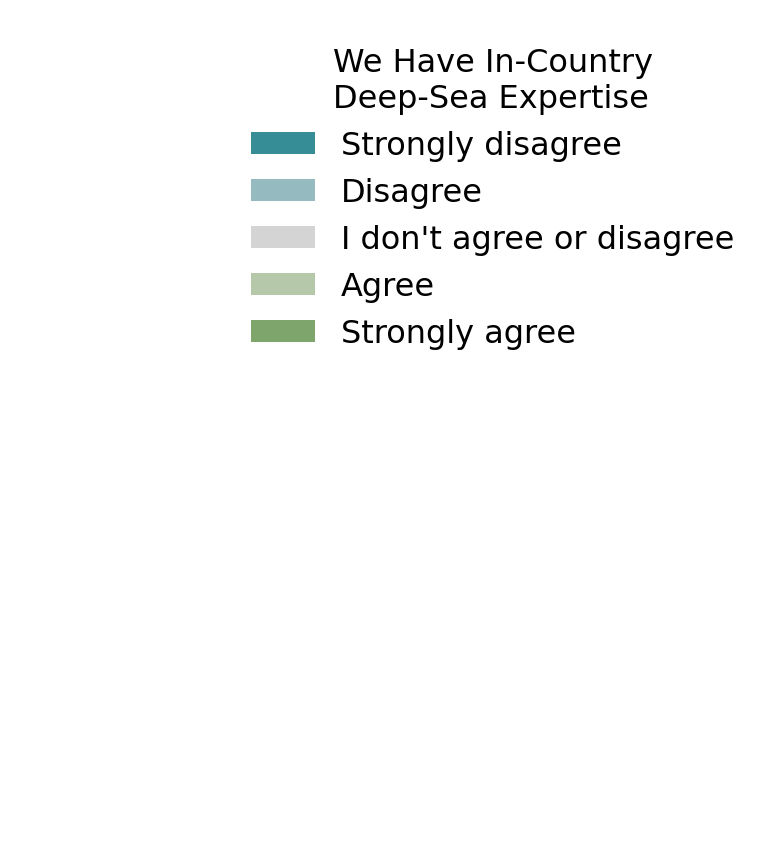 We Have In-Country
Deep-Sea Expertise
Strongly disagree
Disagree
I don't agree or disagree
Agree
Strongly agree